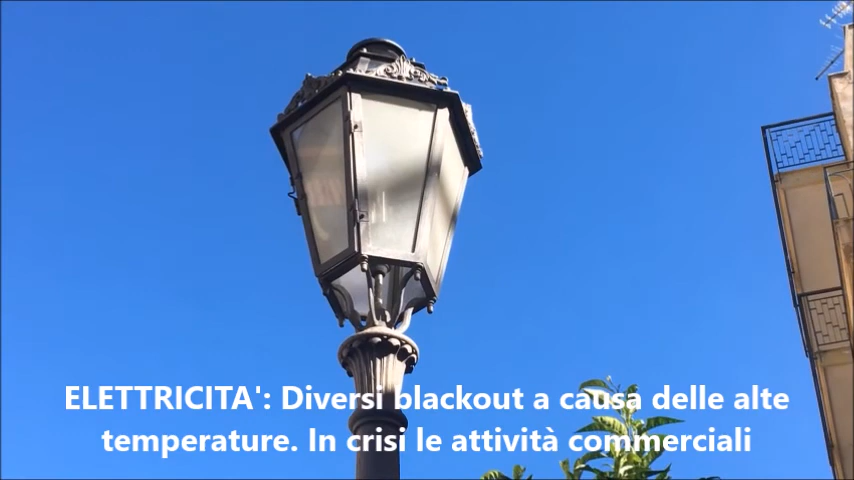 ELETTRICITA': Diversi blackout a causa delle alte
temperature. In crisi le attività commerciali